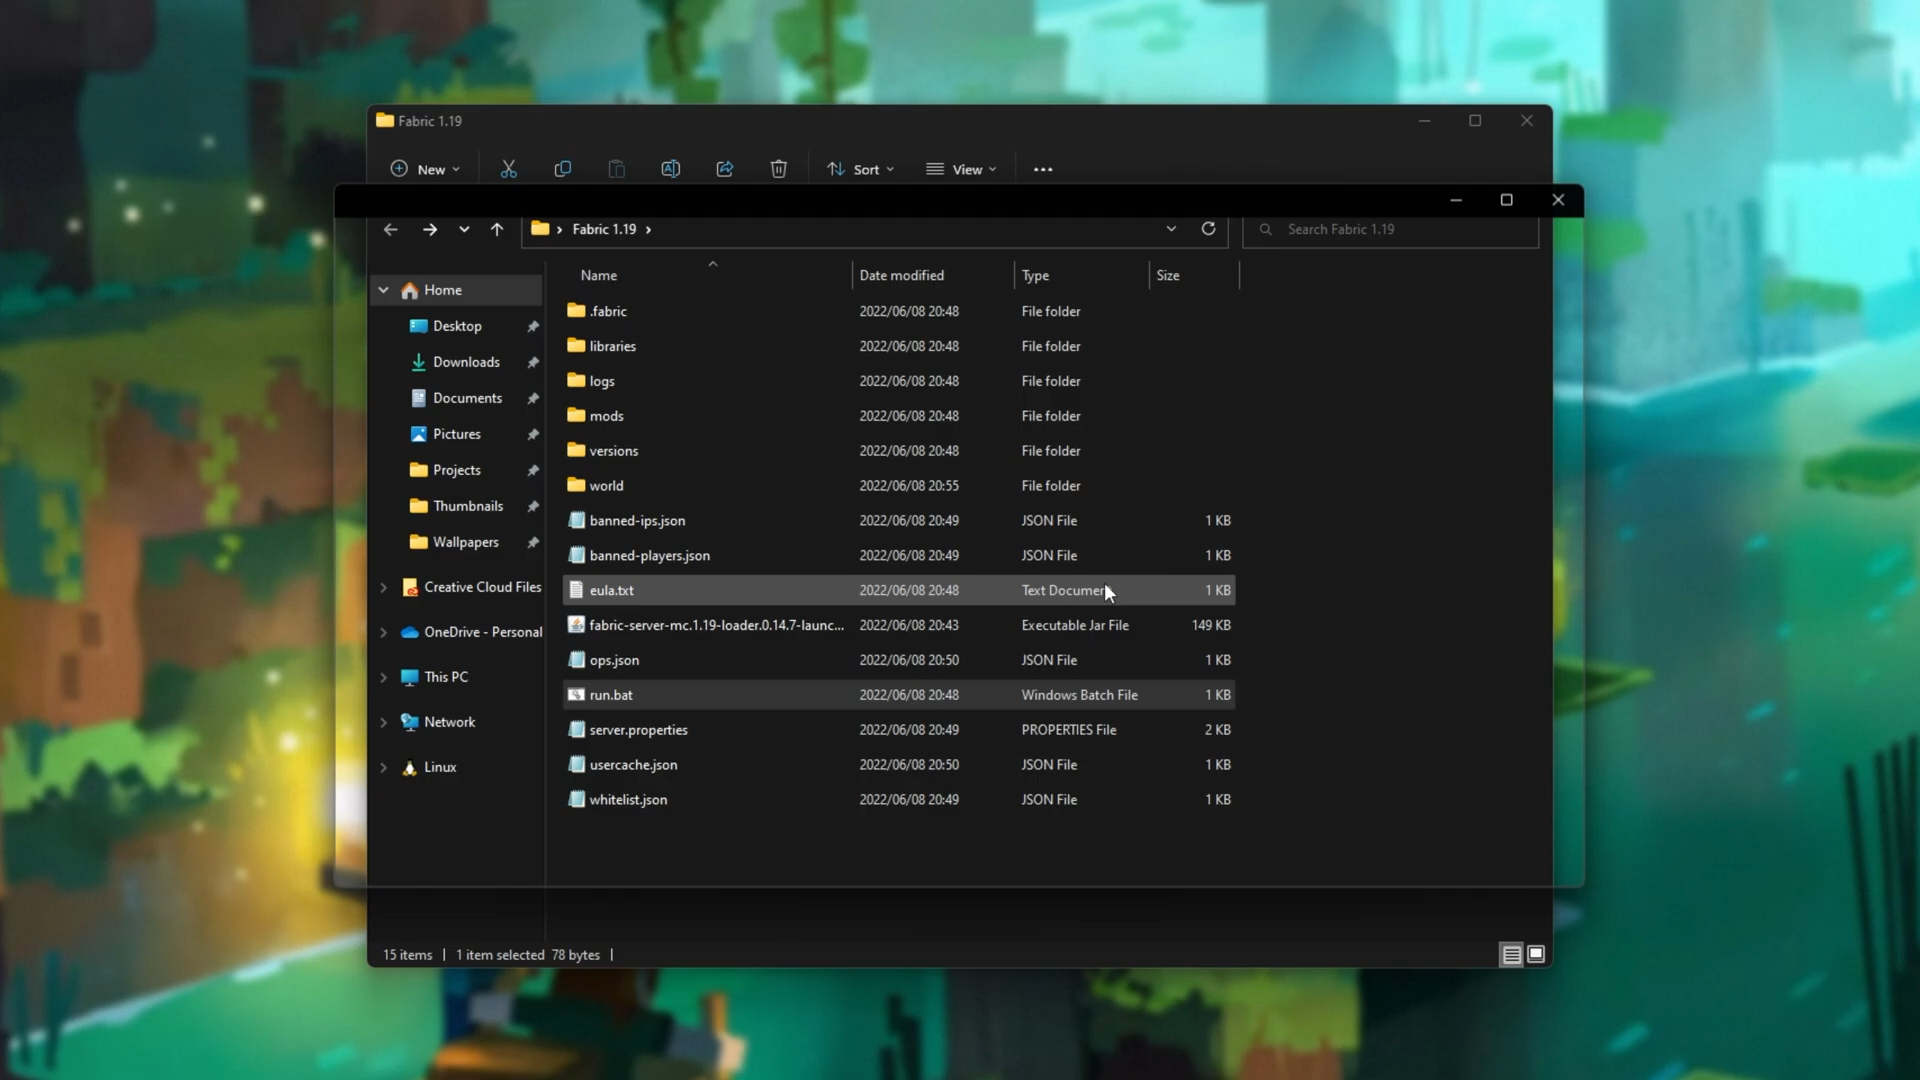 Fabric 1.19
New
Sort
View
Fabric 1.19
Search Fabric 1.19
Name Date modified Type Size
Home
Desktop
Downloads
Documents
Pictures
Projects
Thumbnails
Wallpapers
Creative Cloud Files
OneDrive - Personal
This PC
Network
Linux
.fabric 2022/06/08 20:48 File folder
libraries 2022/06/08 20:48 File folder
logs 2022/06/08 20:48 File folder
mods 2022/06/08 20:48 File folder
versions 2022/06/08 20:48 File folder
world 2022/06/08 20:55 File folder
banned-ips.json 2022/06/08 20:49 JSON File 1 KB
banned-players.json 2022/06/08 20:49 JSON File 1 KB
eula.txt 2022/06/08 20:48 Text Document 1 KB
fabric-server-mc.1.19-loader.0.14.7-launc... 2022/06/08 20:43 Executable Jar File 149 KB
ops.json 2022/06/08 20:50 JSON File 1 KB
run.bat 2022/06/08 20:48 Windows Batch File 1 KB
server.properties 2022/06/08 20:49 PROPERTIES File 2 KB
usercache.json 2022/06/08 20:50 JSON File 1 KB
whitelist.json 2022/06/08 20:49 JSON File 1 KB
15 items 1 item selected 78 bytes